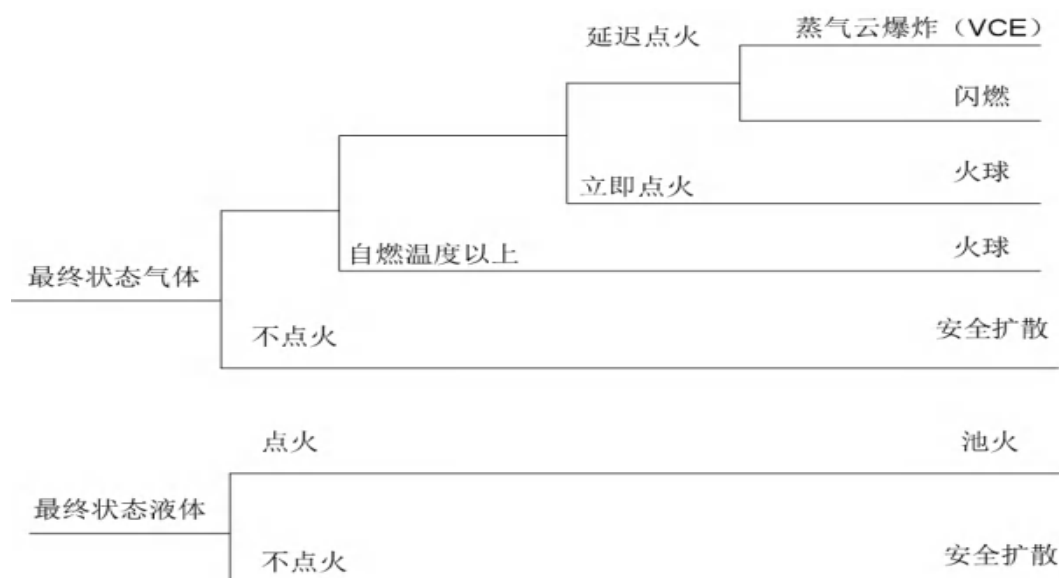 延迟点火 蒸气云爆炸（VCE）
闪燃
立即点火 火球
自燃温度以上 火球
最终状态气体
不点火 安全扩散
点火 池火
最终状态液体
不点火 安全扩散